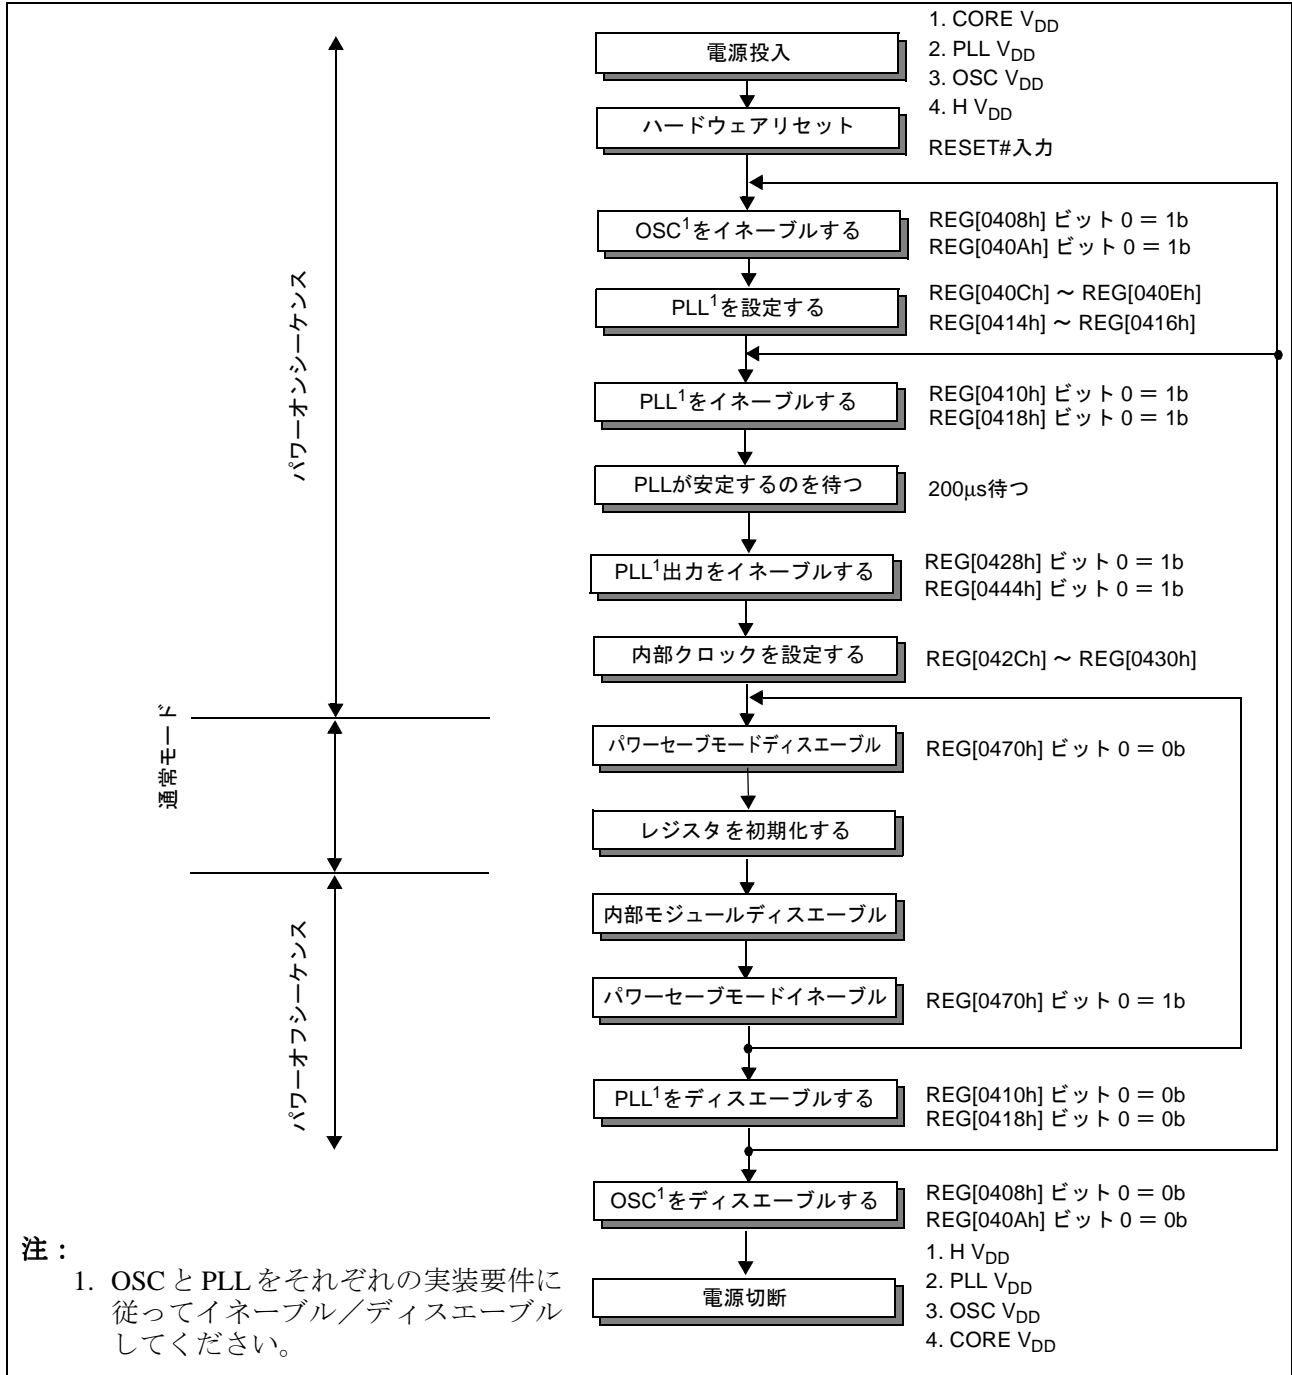 電源投入
1. CORE VDD
2. PLL VDD
3. OSC VDD
4. H VDD
ハードウェアリセット
RESET#入力
OSC1をイネーブルする
REG[0408h] ビット 0 = 1b
REG[040Ah] ビット 0 = 1b
PLL1を設定する
REG[040Ch] ~ REG[040Eh]
REG[0414h] ~ REG[0416h]
PLL1をイネーブルする
REG[0410h] ビット 0 = 1b
REG[0418h] ビット 0 = 1b
PLLが安定するのを待つ
200μs待つ
PLL1出力をイネーブルする
REG[0428h] ビット 0 = 1b
REG[0444h] ビット 0 = 1b
内部クロックを設定する
REG[042Ch] ~ REG[0430h]
パワーオンシーケンス
パワーセーブモードディスエーブル
REG[0470h] ビット 0 = 0b
レジスタを初期化する
通常モード
内部モジュールディスエーブル
パワーセーブモードイネーブル
REG[0470h] ビット 0 = 1b
PLL1をディスエーブルする
REG[0410h] ビット 0 = 0b
REG[0418h] ビット 0 = 0b
パワーオフシーケンス
OSC1をディスエーブルする
REG[0408h] ビット 0 = 0b
REG[040Ah] ビット 0 = 0b
電源切断
1. H VDD
2. PLL VDD
3. OSC VDD
4. CORE VDD
注:
1. OSC と PLL をそれぞれの実装要件に
従ってイネーブル/ディスエーブル
してください。